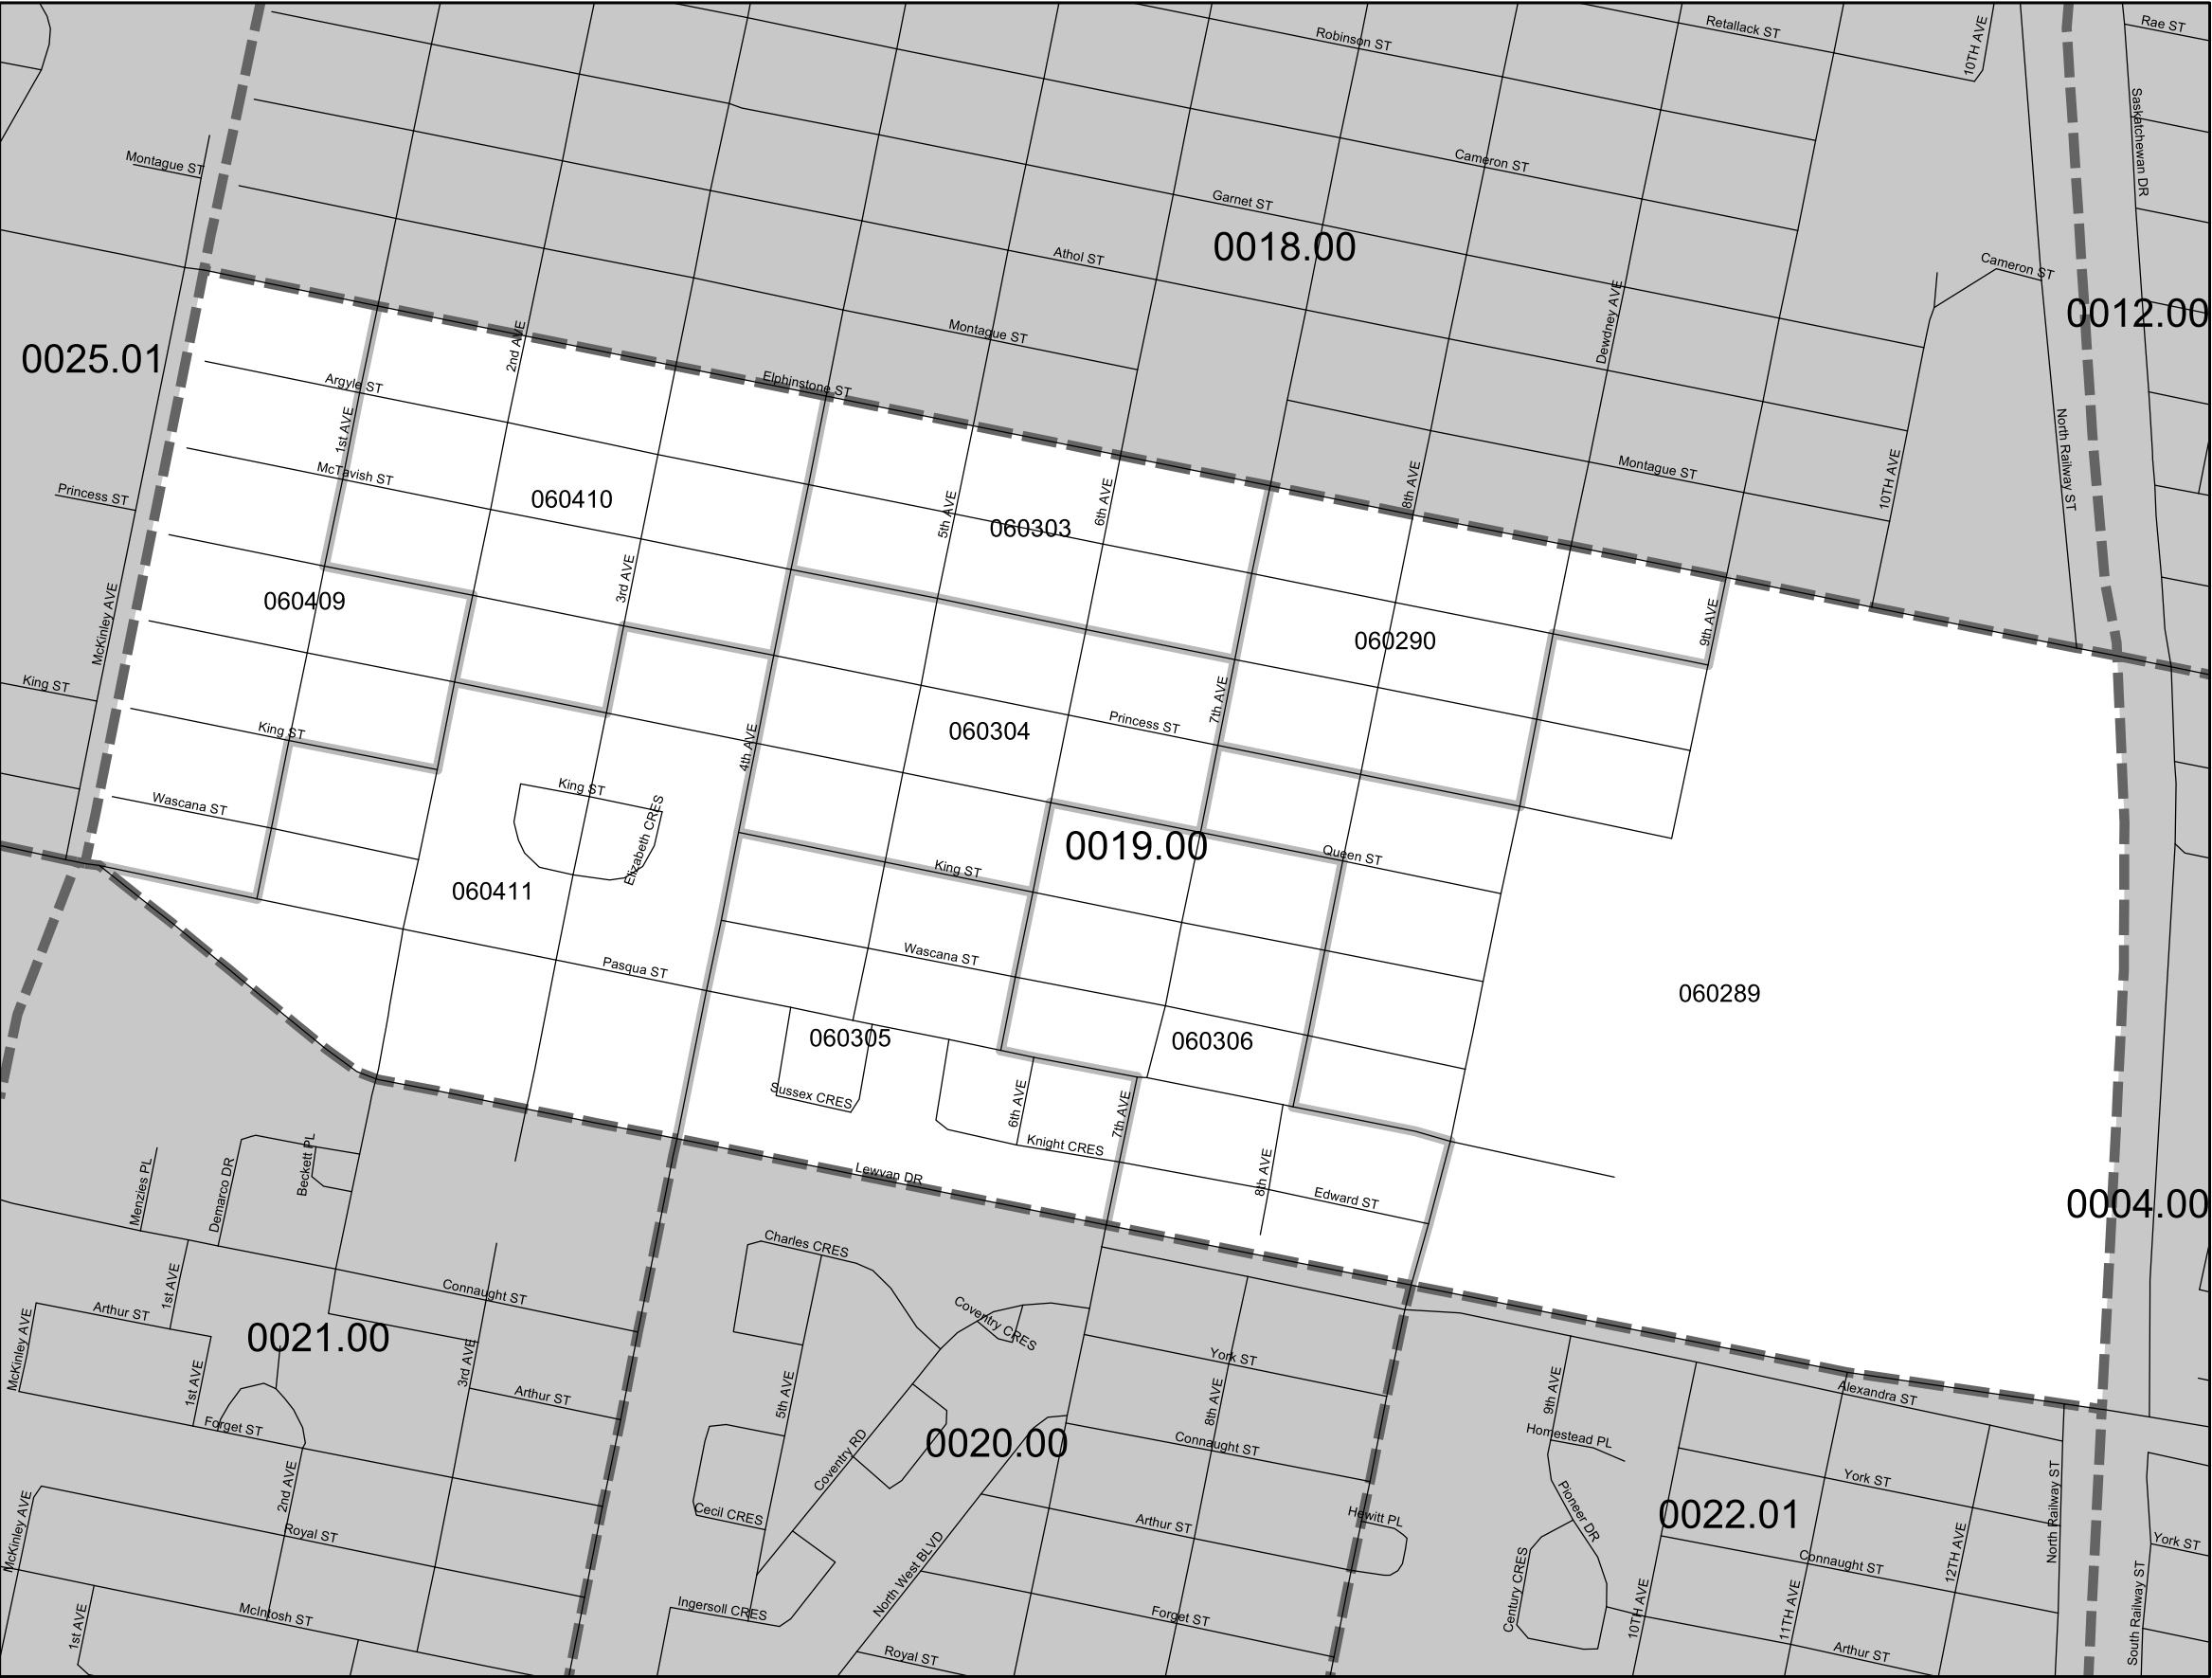 Robinson ST
Retallack ST
10TH AVE
Rae ST
Saskatchewan DR
Montague ST
Cameron ST
Garnet ST
0018.00
Athol ST
Cameron ST
0012.00
Dewdney AVE
0025.01
2nd AVE
Montague ST
Argyle ST
Elphinstone ST
1st AVE
McTavish ST
Princess ST
060410
5th AVE
060303
6th AVE
8th AVE
Montague ST
10TH AVE
North Railway ST
3rd AVE
060409
McKinley AVE
060290
9th AVE
King ST
King ST
4th AVE
060304
Princess ST
7th AVE
Wascana ST
King ST
Elizabeth CRES
0019.00
Queen ST
King ST
060411
Pasqua ST
Wascana ST
060289
060305
060306
Sussex CRES
6th AVE
7th AVE
Knight CRES
Lewvan DR
8th AVE
Edward ST
0004.00
Menzies PL
Demarco DR
Beckett PL
Charles CRES
1st AVE
Connaught ST
Arthur ST
McKinley AVE
0021.00
Coventry CRES
3rd AVE
1st AVE
Arthur ST
5th AVE
York ST
8th AVE
9th AVE
Alexandra ST
Forget ST
Coventry RD
0020.00
Connaught ST
Homestead PL
York ST
2nd AVE
Royal ST
McKinley AVE
Cecil CRES
North West BLVD
Arthur ST
Hewitt PL
Pioneer DR
0022.01
North Railway ST
York ST
Century CRES
Connaught ST
12TH AVE
1st AVE
McIntosh ST
Ingersoll CRES
Forget ST
10TH AVE
11TH AVE
Royal ST
Arthur ST
South Railway ST